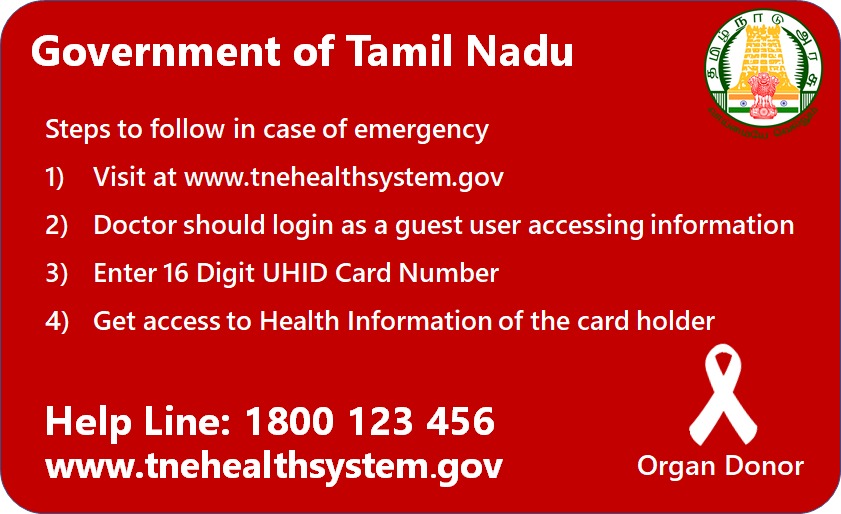 Government of Tamil Nadu
தமிழ்நாடு அரசு
Steps to follow in case of emergency
1) Visit at www.tnehealthsystem.gov
2) Doctor should login as a guest user accessing information
3) Enter 16 Digit UHID Card Number
4) Get access to Health Information of the card holder
Help Line: 1800 123 456
www.tnehealthsystem.gov
Organ Donor